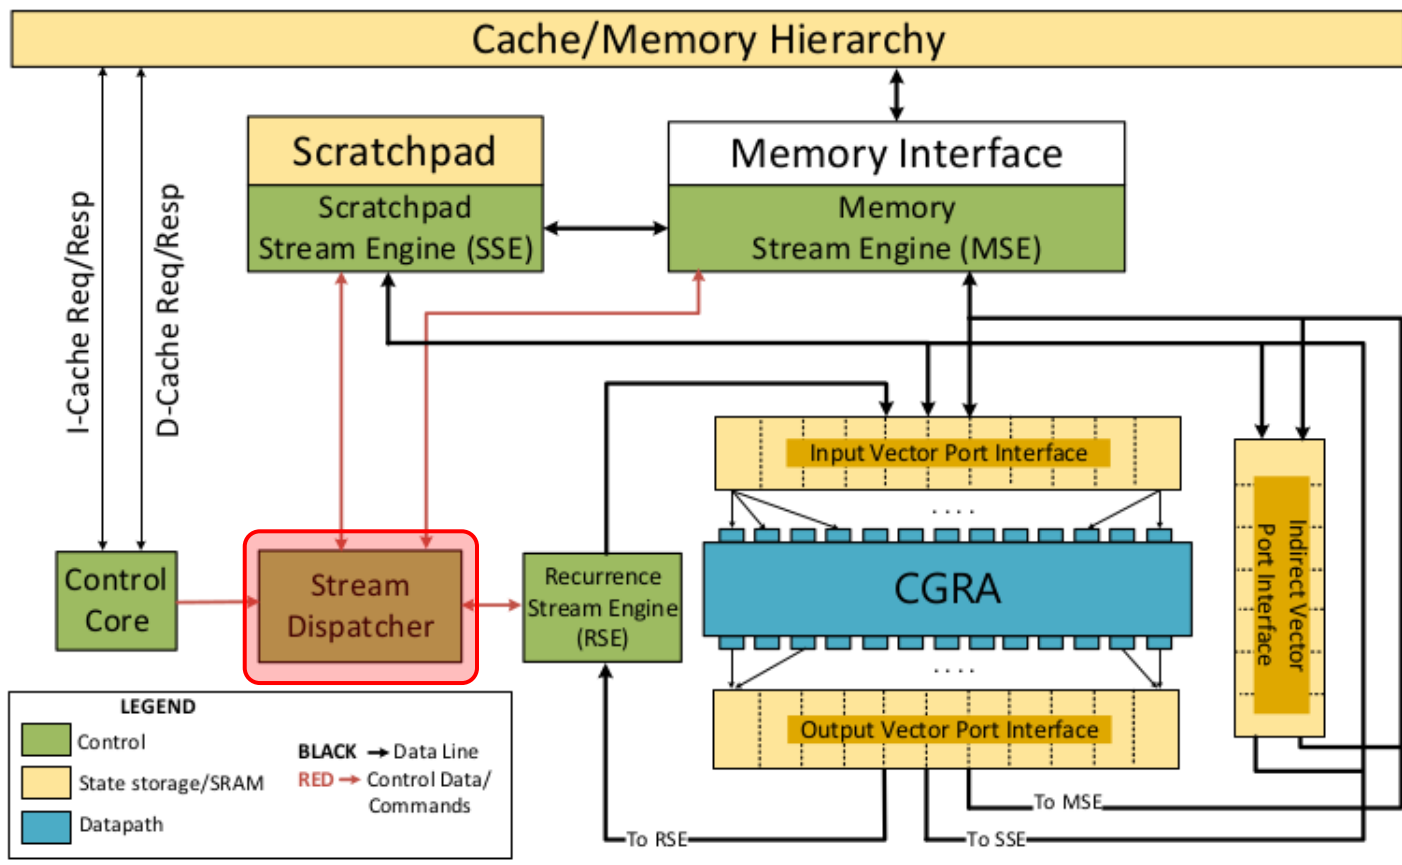 Cache/Memory Hierarchy
I-Cache Req/Resp
D-Cache Req/Resp
Scratchpad
Scratchpad
Stream Engine (SSE)
Memory Interface
Memory
Stream Engine (MSE)
Input Vector Port Interface
. . . .
Control
Core
Stream
Dispatcher
Recurrence
Stream Engine
(RSE)
CGRA
Indirect Vector
Port Interface
. . . .
Output Vector Port Interface
To MSE
To RSE
To SSE
LEGEND
Control
State storage/SRAM
Datapath
BLACK → Data Line
RED → Control Data/
Commands